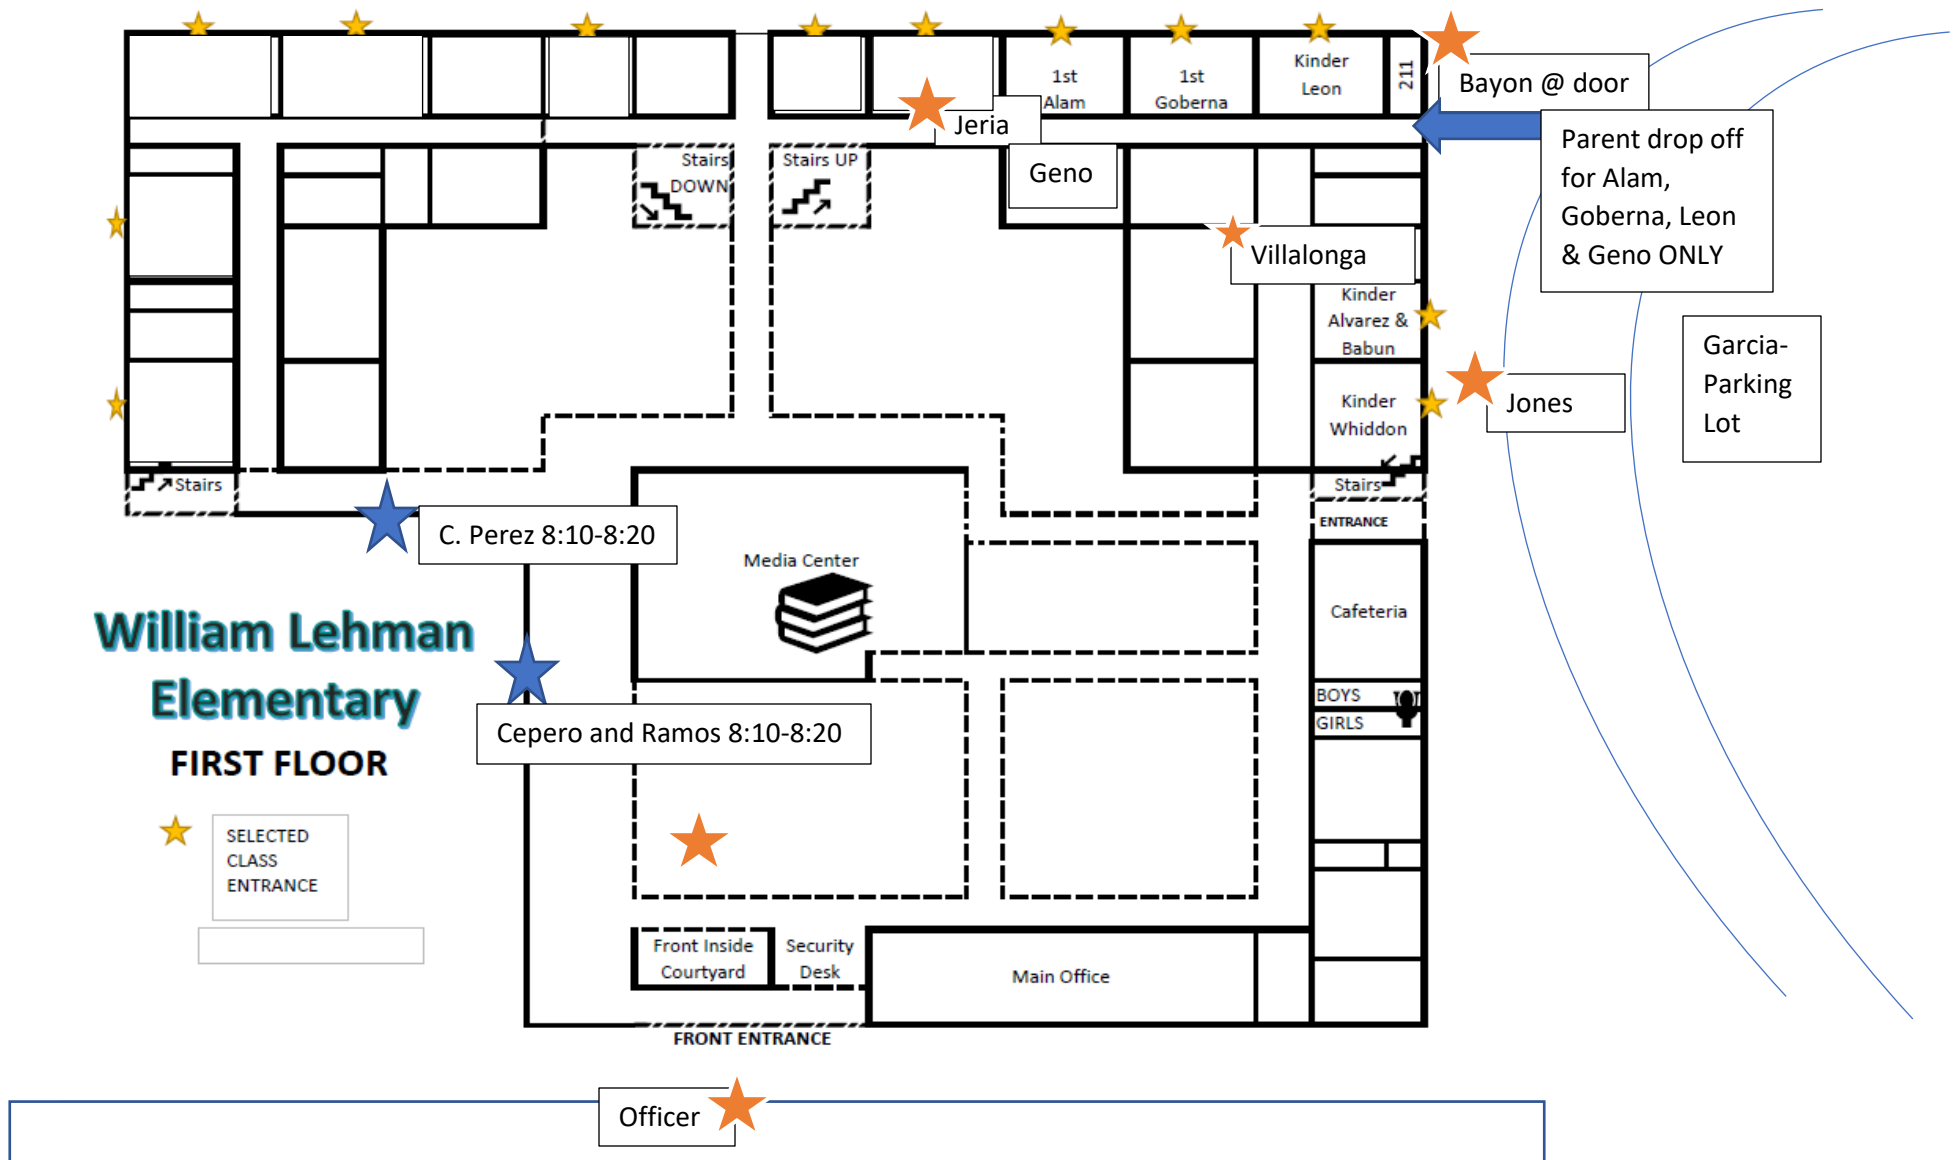 Kinder
Leon
211
1st
Alam
1st
Goberna
Bayon @ door
Jeria
Parent drop off
for Alam,
Goberna, Leon
& Geno ONLY
Stairs
DOWN
Stairs UP
Geno
Villalonga
Kinder
Alvarez &
Babun
Garcia-
Parking
Lot
Jones
Kinder
Whiddon
Stairs
Stairs
ENTRANCE
C. Perez 8:10-8:20
Media Center
Cafeteria
William Lehman
Elementary
FIRST FLOOR
BOYS
GIRLS
Cepero and Ramos 8:10-8:20
SELECTED
CLASS
ENTRANCE
Front Inside
Courtyard
Security
Desk
Main Office
FRONT ENTRANCE
Officer